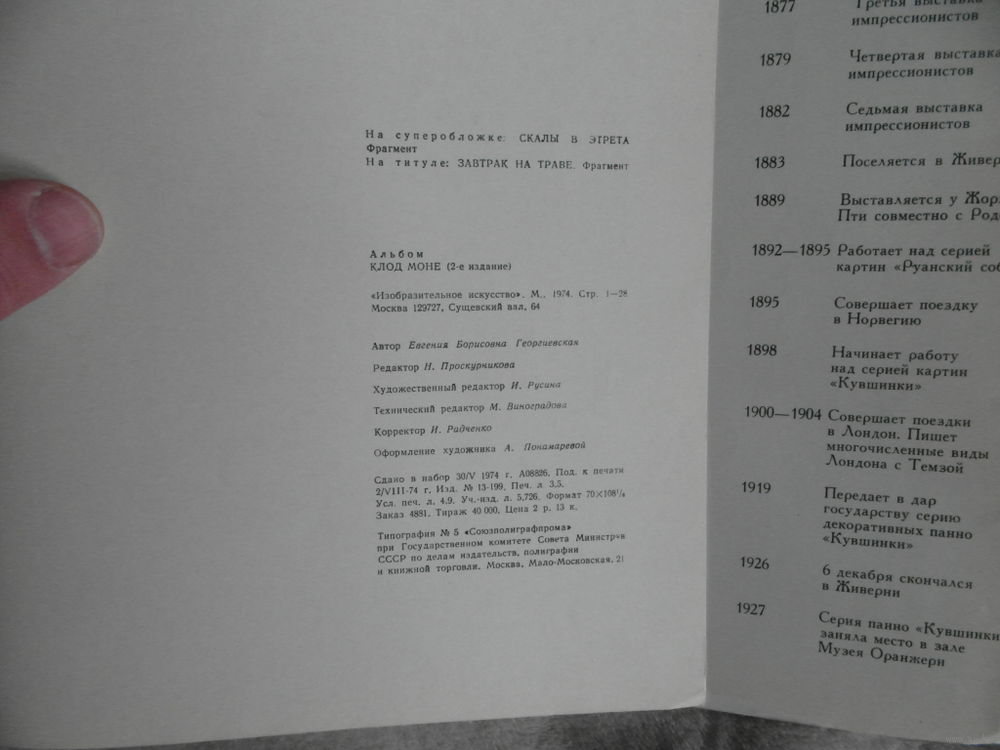 На суперобложке: СКАЛЫ В ЭТРЕТА
Фрагмент
На титуле: ЗАВТРАК НА ТРАВЕ. Фрагмент
Альбом
КЛОД МОНЕ (2-е издание)
«Изобразительное искусство». М., 1974. Стр. 1—28
Москва 129727, Сущевский вал, 64
Автор Евгения Борисовна Георгиевская
Редактор Н. Проскурникова
Художественный редактор И. Русина
Технический редактор М. Виноградова
Корректор И. Радченко
Оформление художника А. Понамаревой
Сдано в набор 30/V 1974 г. А08826. Под. к печати
2/VIII-74 г. Изд. № 13-199. Печ. л. 3,5.
Усл. печ. л. 4,9. Уч.-изд. л. 5,726. Формат 70×108¹/₈
Заказ 4881. Тираж 40 000. Цена 2 р. 13 к.
Типография № 5 «Союзполиграфпрома»
при Государственном комитете Совета Министров
СССР по делам издательств, полиграфии
и книжной торговли. Москва, Мало-Московская, 21
1877 Третья выставка
импрессионистов
1879 Четвертая выставка
импрессионистов
1882 Седьмая выставка
импрессионистов
1883 Поселяется в Живер
1889 Выставляется у Жор
Пти совместно с Род
1892—1895 Работает над серией
картин «Руанский соб
1895 Совершает поездку
в Норвегию
1898 Начинает работу
над серией картин
«Кувшинки»
1900—1904 Совершает поездки
в Лондон. Пишет
многочисленные виды
Лондона с Темзой
1919 Передает в дар
государству серию
декоративных панно
«Кувшинки»
1926 6 декабря скончался
в Живерни
1927 Серия панно «Кувшинки
заняла место в зале
Музея Оранжери